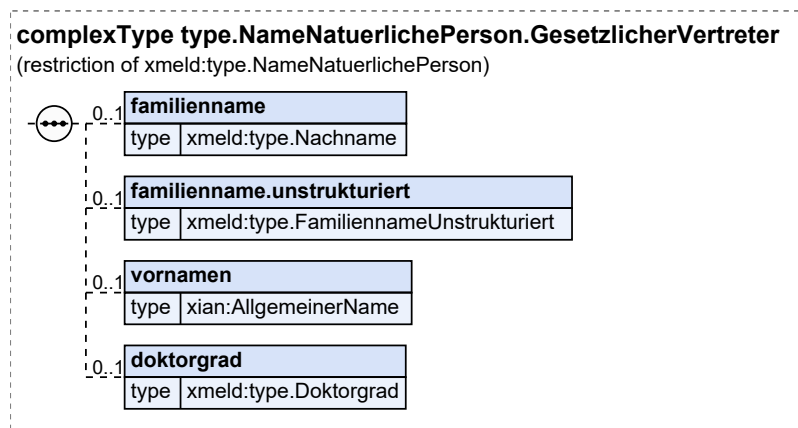 complexType type.NameNatuerlichePerson.GesetzlicherVertreter
(restriction of xmeld:type.NameNatuerlichePerson)
0..1 familienname
type xmeld:type.Nachname
0..1 familienname.unstrukturiert
type xmeld:type.FamiliennameUnstrukturiert
0..1 vornamen
type xian:AllgemeinerName
0..1 doktorgrad
type xmeld:type.Doktorgrad